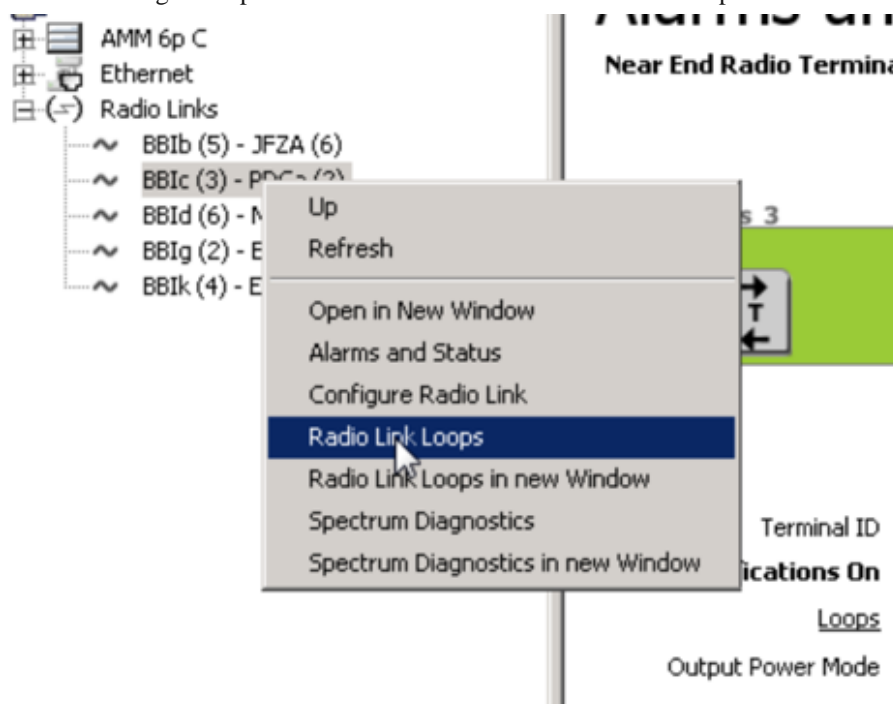 AMM 6p C
Ethernet
Radio Links
BBIb (5) - JFZA (6)
BBIc (3) -
BBId (6) -
BBIg (2) - E
BBIk (4) - E
Up
Refresh
Open in New Window
Alarms and Status
Configure Radio Link
Radio Link Loops
Radio Link Loops in new Window
Spectrum Diagnostics
Spectrum Diagnostics in new Window
Near End Radio Termina
s 3
T
Terminal ID
ications On
Loops
Output Power Mode